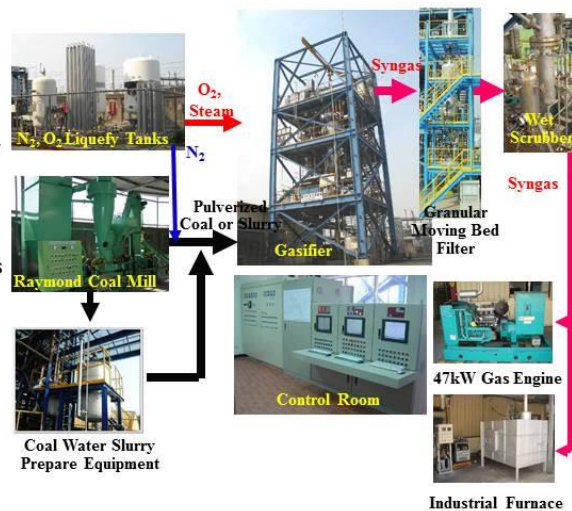 O₂,
Steam
N₂, O₂ Liquefy Tanks
N₂
Syngas
Wet
Scrubber
Syngas
Pulverized
Coal or Slurry
Gasifier
Granular
Moving Bed
Filter
Raymond Coal Mill
Control Room
47kW Gas Engine
Coal Water Slurry
Prepare Equipment
Industrial Furnace